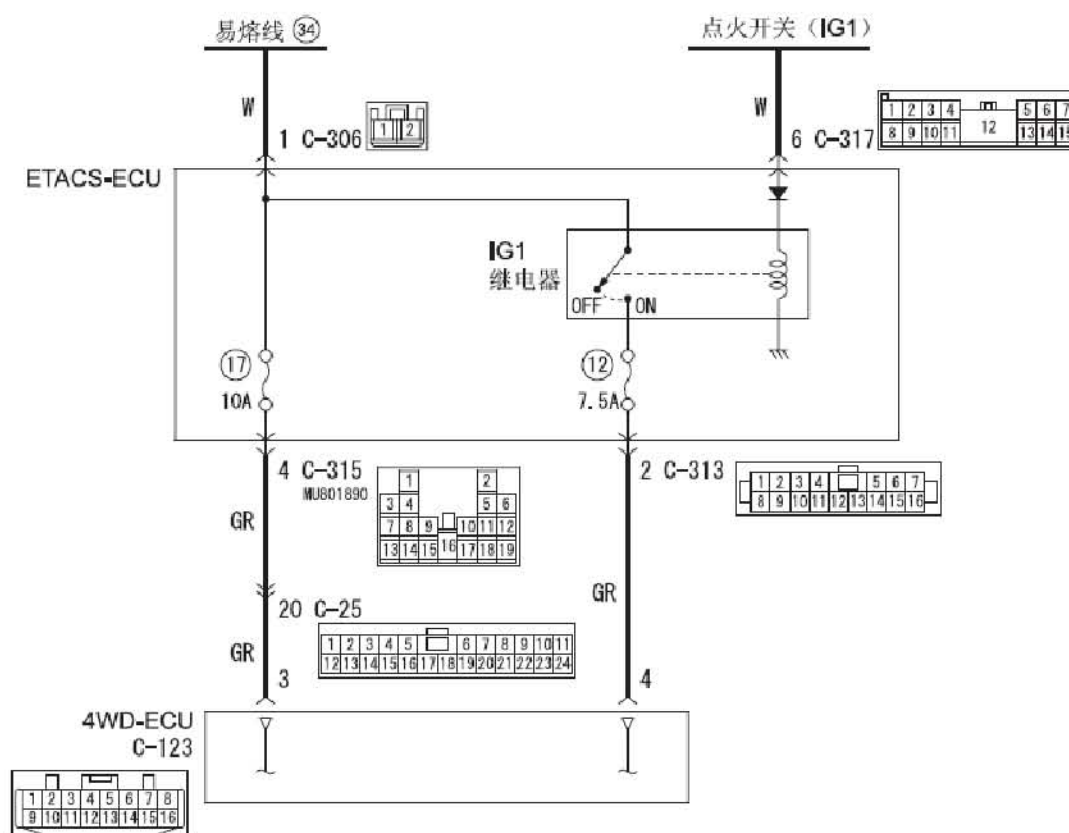 易熔线 ㉞
点火开关（IG1）
W
W
1 C-306
1 2
6 C-317
1 2 3 4 5 6 7
8 9 10 11 12 13 14 15
ETACS-ECU
IG1
继电器
OFF ON
⑰
10A
⑫
7.5A
4 C-315
MU801890
1 2
3 4 5 6
7 8 9 10 11 12
13 14 15 16 17 18 19
2 C-313
1 2 3 4 5 6 7
8 9 10 11 12 13 14 15 16
GR
GR
20 C-25
1 2 3 4 5 6 7 8 9 10 11
12 13 14 15 16 17 18 19 20 21 22 23 24
GR
3
4
4WD-ECU
C-123
1 2 3 4 5 6 7 8
9 10 11 12 13 14 15 16